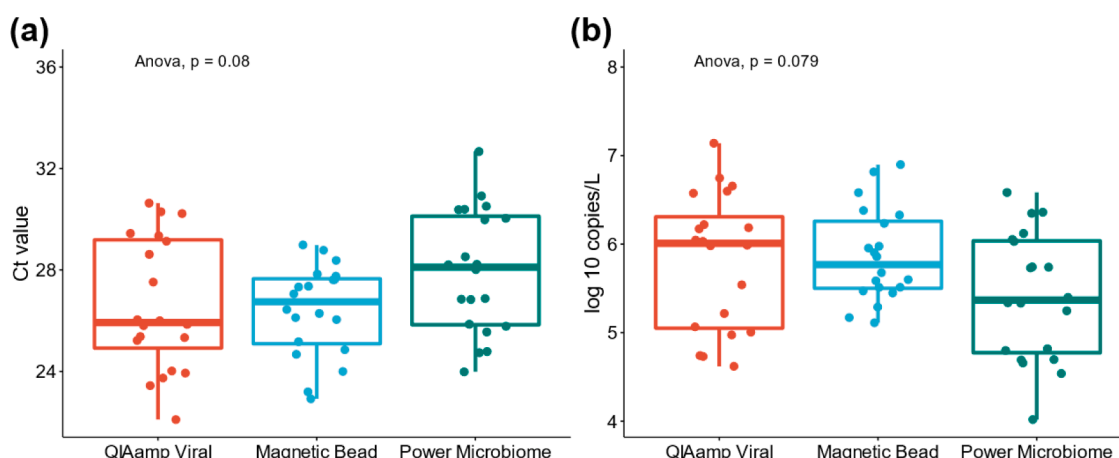 (a)
Anova, p = 0.08
Ct value
36
32
28
24
QIAamp Viral Magnetic Bead Power Microbiome
(b)
Anova, p = 0.079
log 10 copies/L
8
7
6
5
4
QIAamp Viral Magnetic Bead Power Microbiome